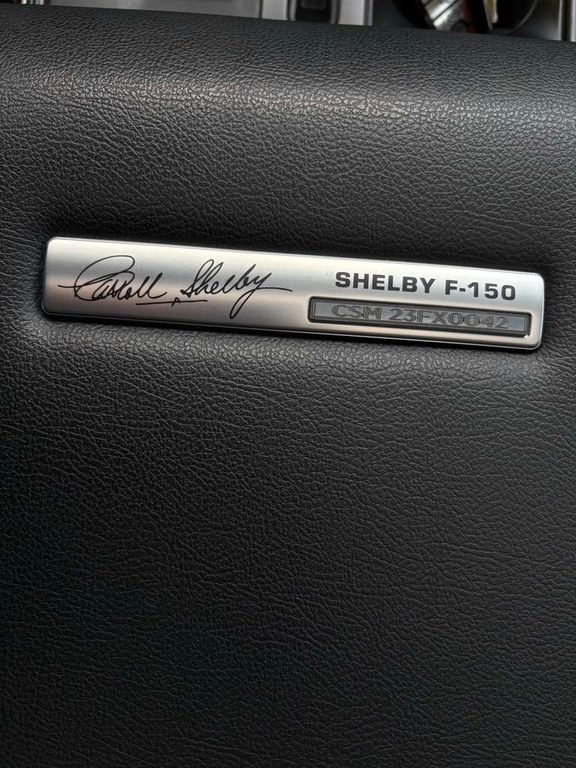 Carroll Shelby
SHELBY F-150
CSM 23FX0042